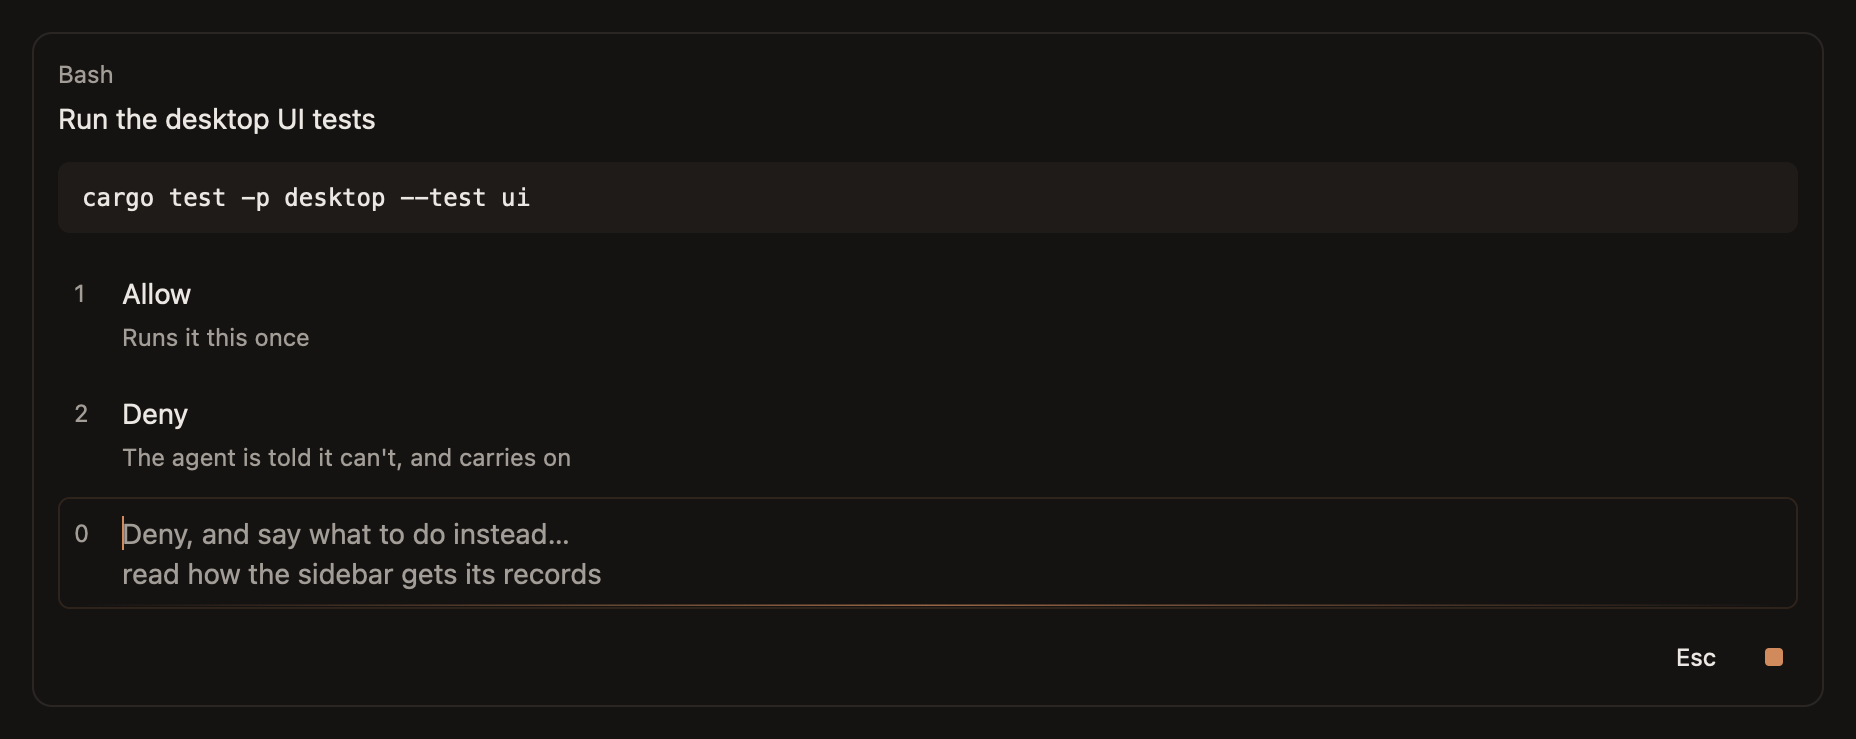 Bash
Run the desktop UI tests
cargo test -p desktop --test ui
1 Allow
Runs it this once
2 Deny
The agent is told it can't, and carries on
0 Deny, and say what to do instead...
read how the sidebar gets its records
Esc